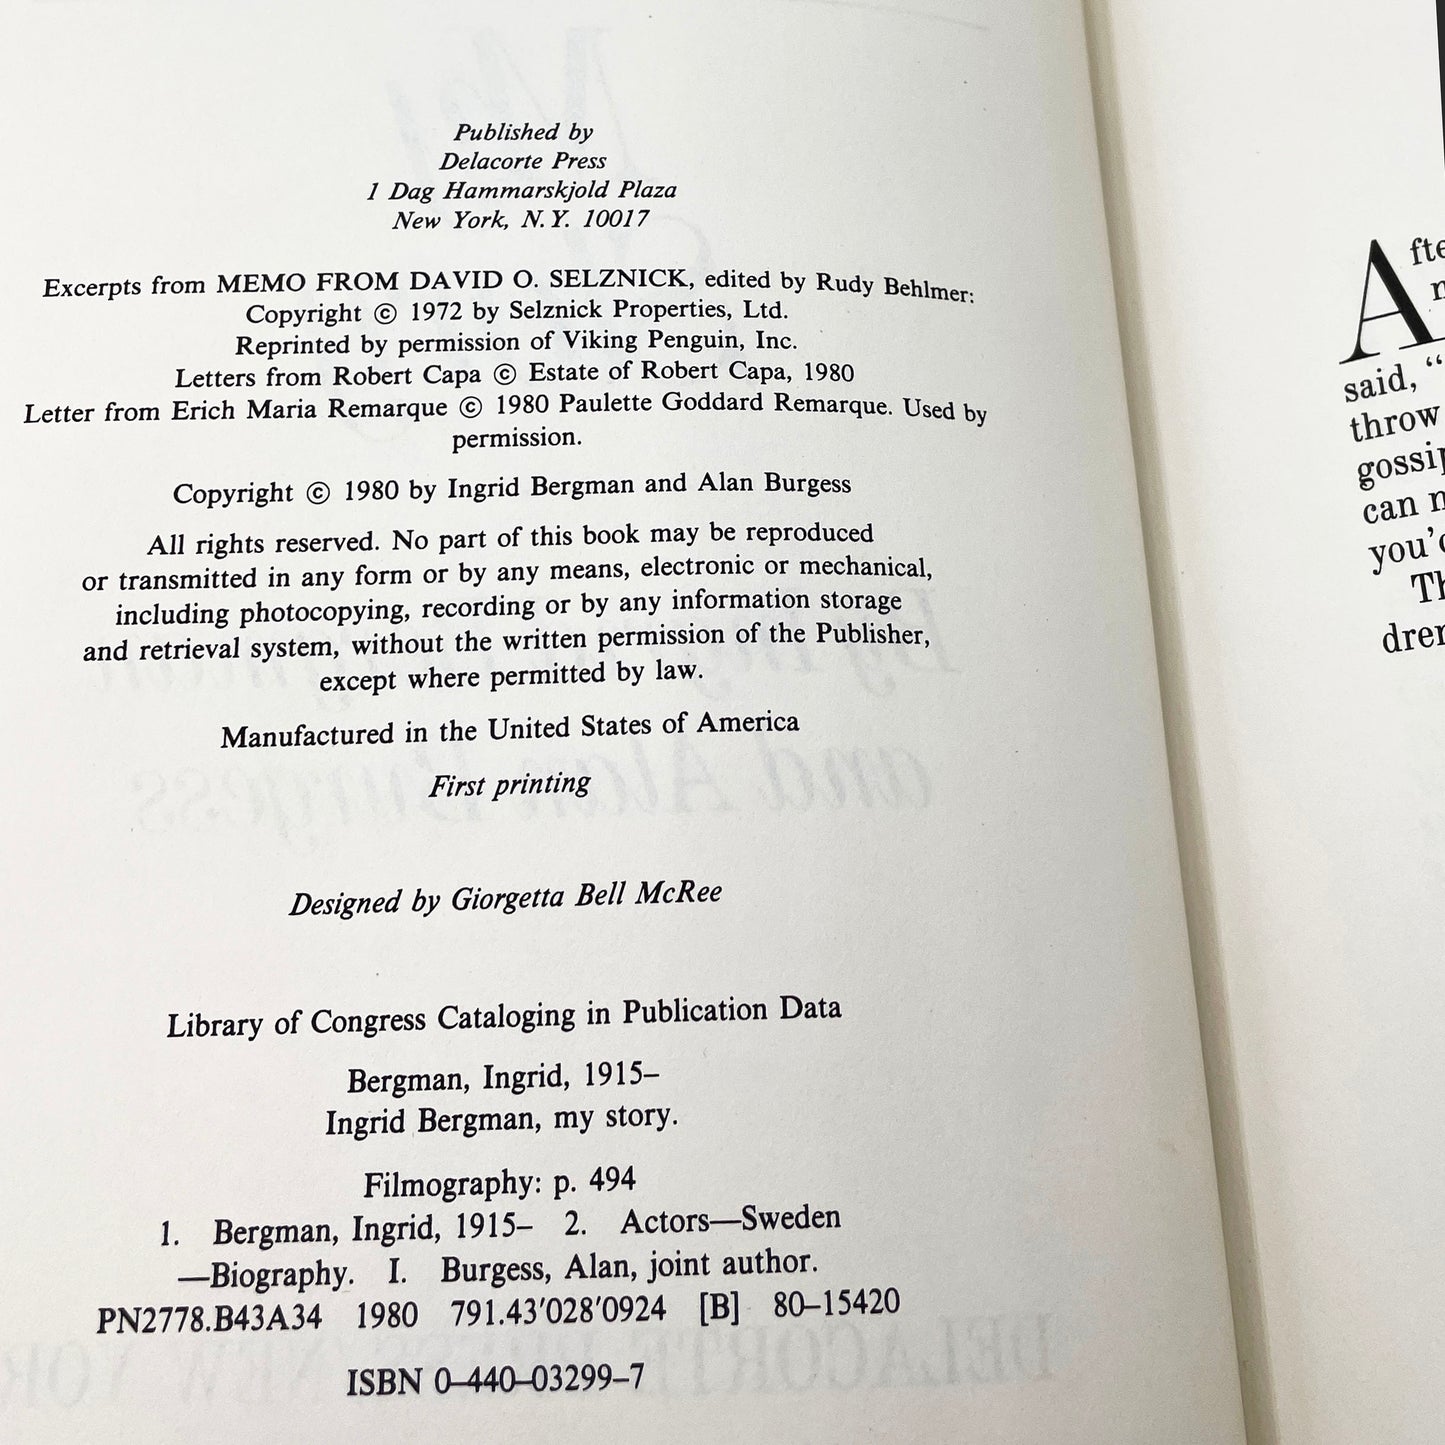 Published by
Delacorte Press
1 Dag Hammarskjold Plaza
New York, N.Y. 10017
Excerpts from MEMO FROM DAVID O. SELZNICK, edited by Rudy Behlmer:
Copyright © 1972 by Selznick Properties, Ltd.
Reprinted by permission of Viking Penguin, Inc.
Letters from Robert Capa © Estate of Robert Capa, 1980
Letter from Erich Maria Remarque © 1980 Paulette Goddard Remarque. Used by
permission.
Copyright © 1980 by Ingrid Bergman and Alan Burgess
All rights reserved. No part of this book may be reproduced
or transmitted in any form or by any means, electronic or mechanical,
including photocopying, recording or by any information storage
and retrieval system, without the written permission of the Publisher,
except where permitted by law.
Manufactured in the United States of America
First printing
Designed by Giorgetta Bell McRee
Library of Congress Cataloging in Publication Data
Bergman, Ingrid, 1915–
Ingrid Bergman, my story.
Filmography: p. 494
1. Bergman, Ingrid, 1915– 2. Actors—Sweden
—Biography. I. Burgess, Alan, joint author.
PN2778.B43A34 1980 791.43′028′0924 [B] 80–15420
ISBN 0–440–03299–7
said, “
throw
can